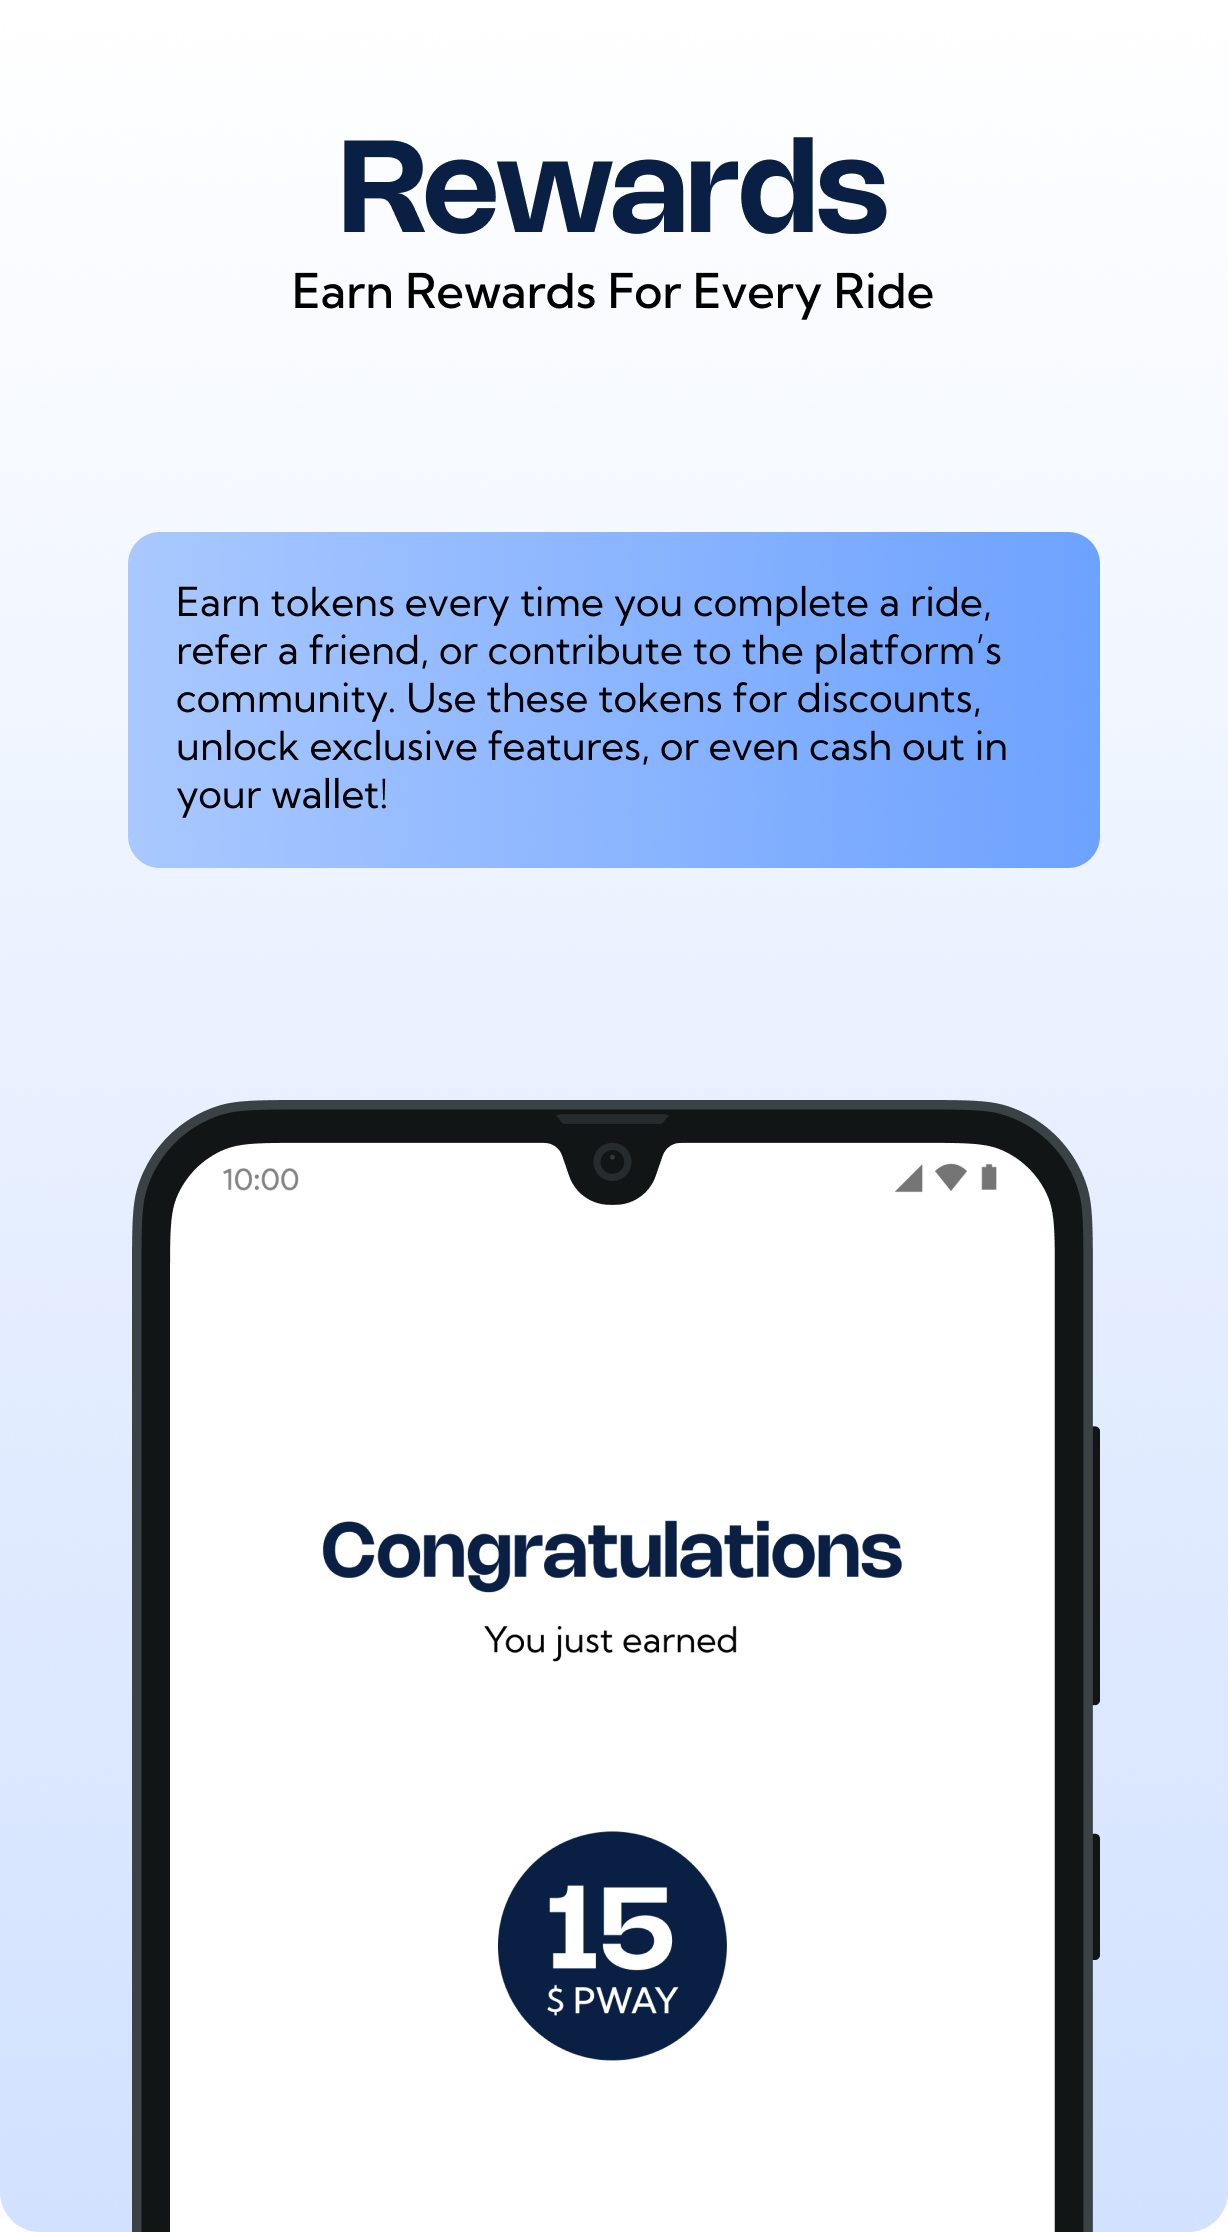 Rewards
Earn Rewards For Every Ride
Earn tokens every time you complete a ride,
refer a friend, or contribute to the platform’s
community. Use these tokens for discounts,
unlock exclusive features, or even cash out in
your wallet!
10:00
Congratulations
You just earned
15
$ PWAY